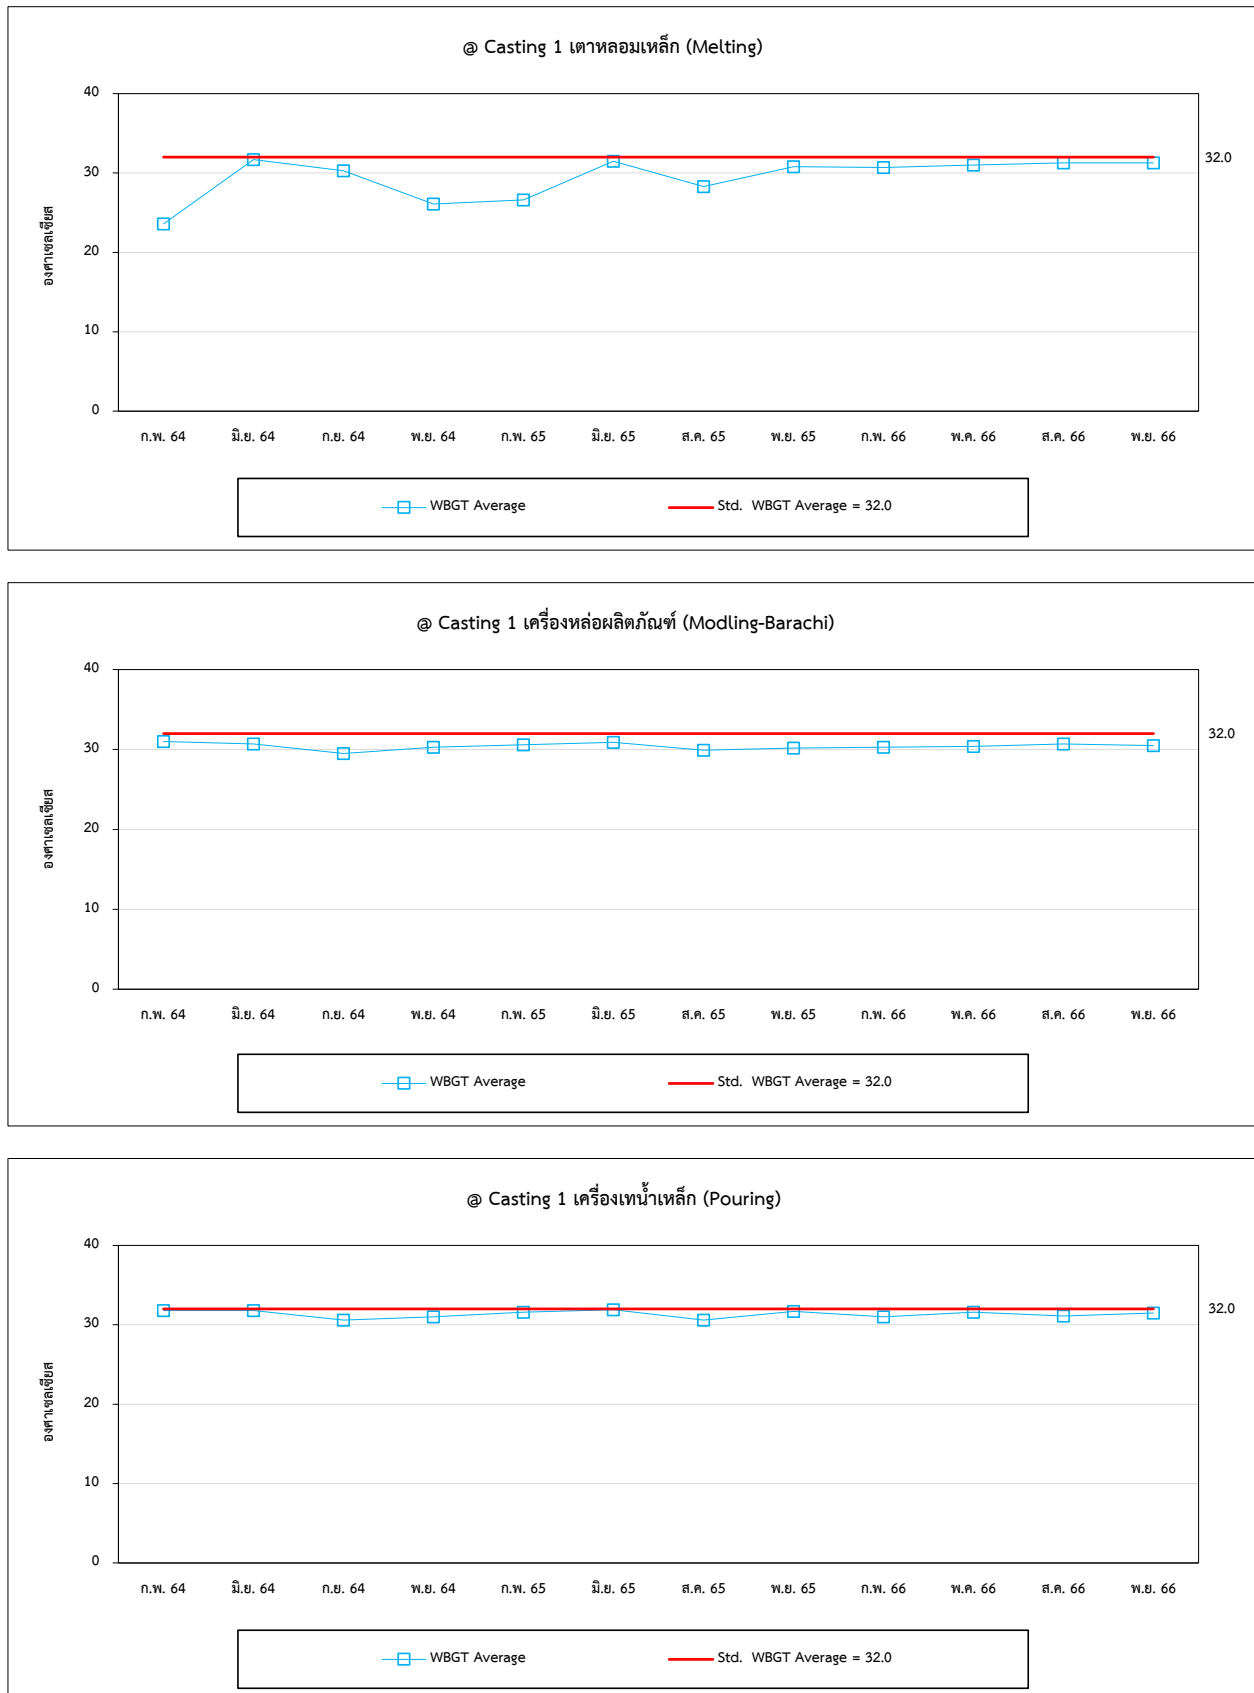 @ Casting 1 เตาหลอมเหล็ก (Melting)
40
30
20
10
0
32.0
องศาเซลเซียส
ก.พ. 64 มิ.ย. 64 ก.ย. 64 พ.ย. 64 ก.พ. 65 มิ.ย. 65 ส.ค. 65 พ.ย. 65 ก.พ. 66 พ.ค. 66 ส.ค. 66 พ.ย. 66
WBGT Average Std. WBGT Average = 32.0
@ Casting 1 เครื่องหล่อผลิตภัณฑ์ (Modling-Barachi)
40
30
20
10
0
32.0
องศาเซลเซียส
ก.พ. 64 มิ.ย. 64 ก.ย. 64 พ.ย. 64 ก.พ. 65 มิ.ย. 65 ส.ค. 65 พ.ย. 65 ก.พ. 66 พ.ค. 66 ส.ค. 66 พ.ย. 66
WBGT Average Std. WBGT Average = 32.0
@ Casting 1 เครื่องเทน้ำเหล็ก (Pouring)
40
30
20
10
0
32.0
องศาเซลเซียส
ก.พ. 64 มิ.ย. 64 ก.ย. 64 พ.ย. 64 ก.พ. 65 มิ.ย. 65 ส.ค. 65 พ.ย. 65 ก.พ. 66 พ.ค. 66 ส.ค. 66 พ.ย. 66
WBGT Average Std. WBGT Average = 32.0